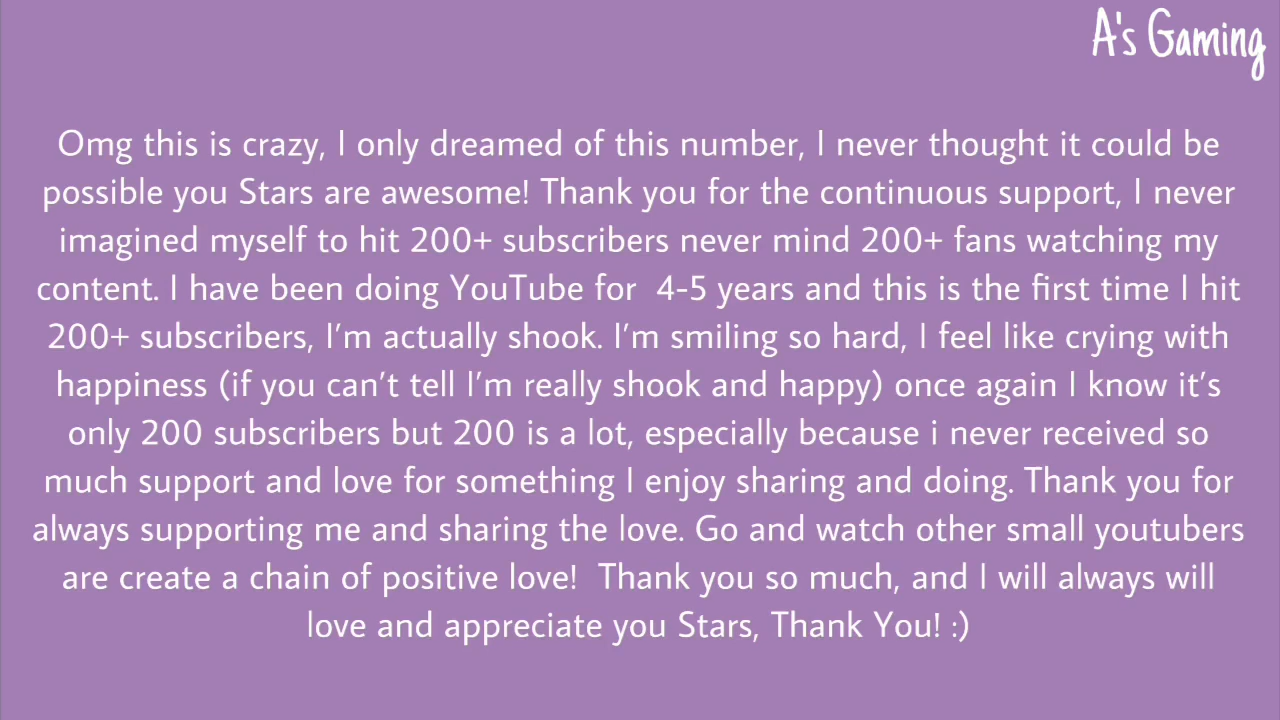 A's Gaming
Omg this is crazy, I only dreamed of this number, I never thought it could be
possible you Stars are awesome! Thank you for the continuous support, I never
imagined myself to hit 200+ subscribers never mind 200+ fans watching my
content. I have been doing YouTube for  4-5 years and this is the first time I hit
200+ subscribers, I’m actually shook. I’m smiling so hard, I feel like crying with
happiness (if you can’t tell I’m really shook and happy) once again I know it’s
only 200 subscribers but 200 is a lot, especially because i never received so
much support and love for something I enjoy sharing and doing. Thank you for
always supporting me and sharing the love. Go and watch other small youtubers
are create a chain of positive love!  Thank you so much, and I will always will
love and appreciate you Stars, Thank You! :)